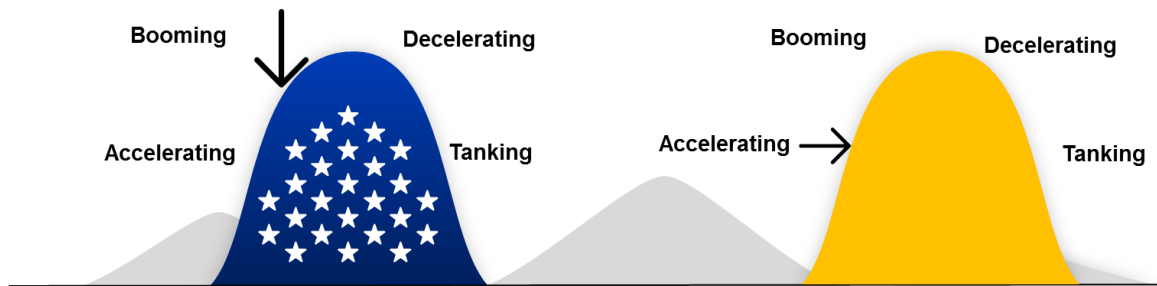 Booming
Decelerating
Accelerating
Tanking
Booming
Decelerating
Accelerating
Tanking